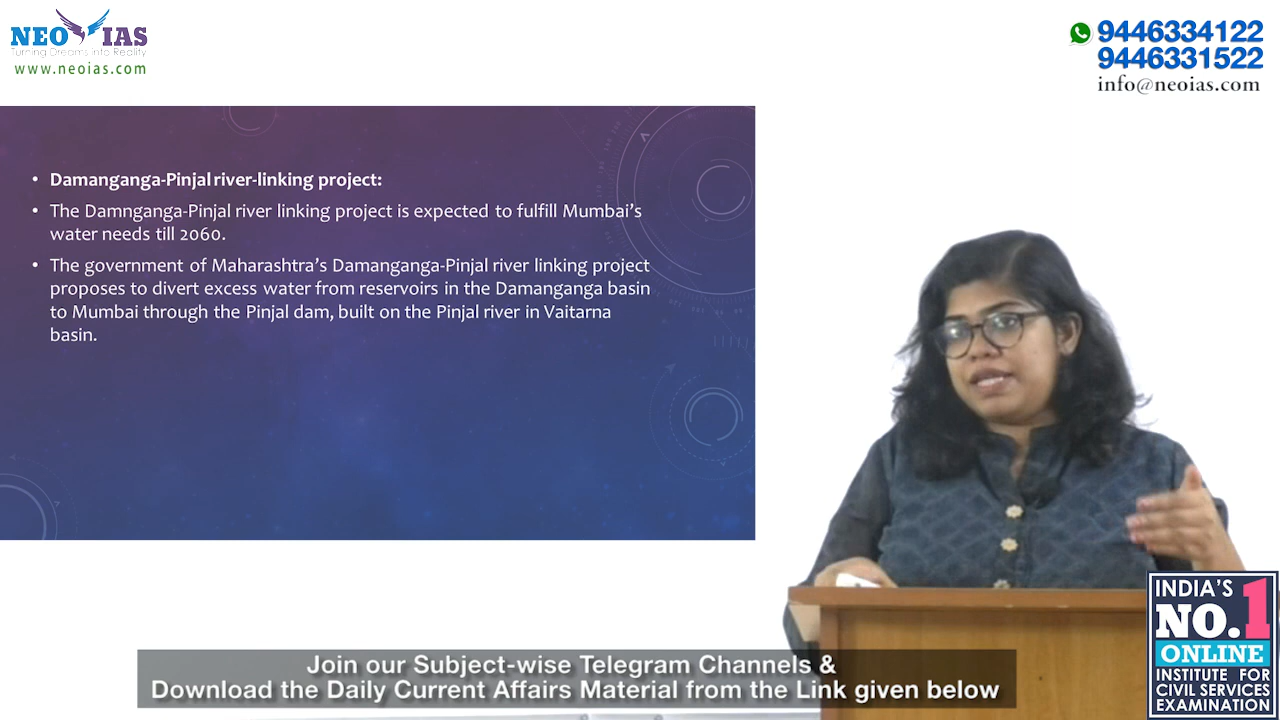 NEO IAS
Turning Dreams into Reality
www.neoias.com
9446334122
9446331522
info@neoias.com
• Damanganga-Pinjal river-linking project:
• The Damnganga-Pinjal river linking project is expected to fulfill Mumbai's
water needs till 2060.
• The government of Maharashtra's Damanganga-Pinjal river linking project
proposes to divert excess water from reservoirs in the Damanganga basin
to Mumbai through the Pinjal dam, built on the Pinjal river in Vaitarna
basin.
INDIA'S
NO.1
ONLINE
INSTITUTE FOR
CIVIL SERVICES
EXAMINATION
Join our Subject-wise Telegram Channels &
Download the Daily Current Affairs Material from the Link given below